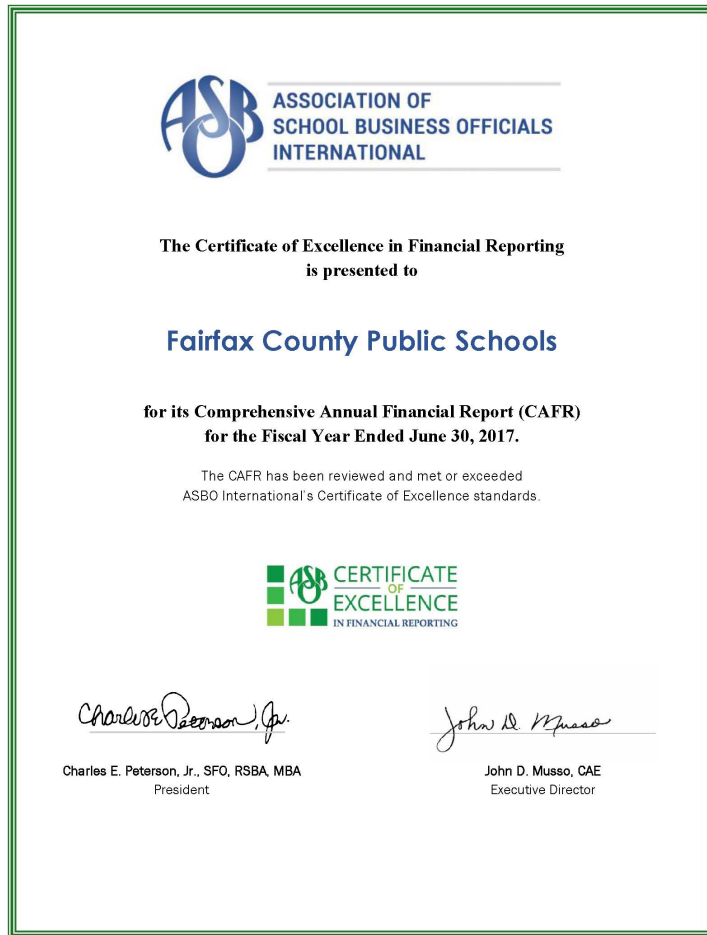 ASBO
ASSOCIATION OF
SCHOOL BUSINESS OFFICIALS
INTERNATIONAL
The Certificate of Excellence in Financial Reporting
is presented to
Fairfax County Public Schools
for its Comprehensive Annual Financial Report (CAFR)
for the Fiscal Year Ended June 30, 2017.
The CAFR has been reviewed and met or exceeded
ASBO International's Certificate of Excellence standards.
ASBO
CERTIFICATE
OF
EXCELLENCE
IN FINANCIAL REPORTING
Charles E. Peterson, Jr.
John D. Musso
Charles E. Peterson, Jr., SFO, RSBA, MBA
President
John D. Musso, CAE
Executive Director